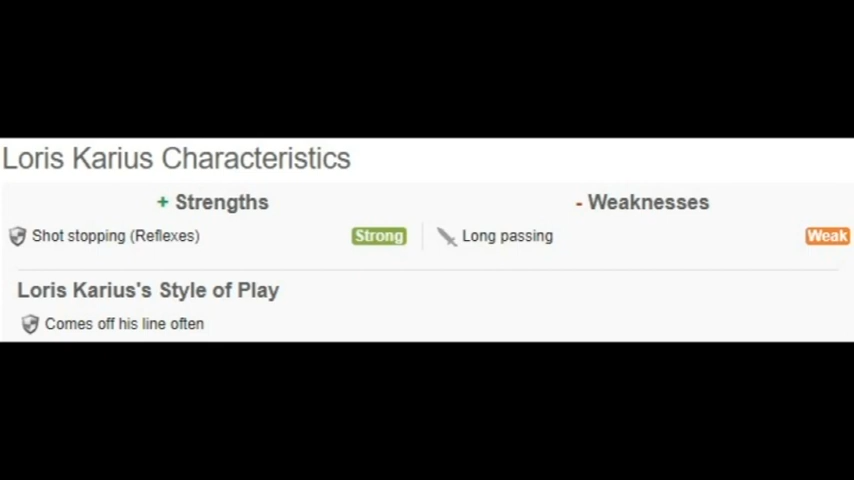 Loris Karius Characteristics
+ Strengths
- Weaknesses
Shot stopping (Reflexes) Strong
Long passing Weak
Loris Karius's Style of Play
Comes off his line often